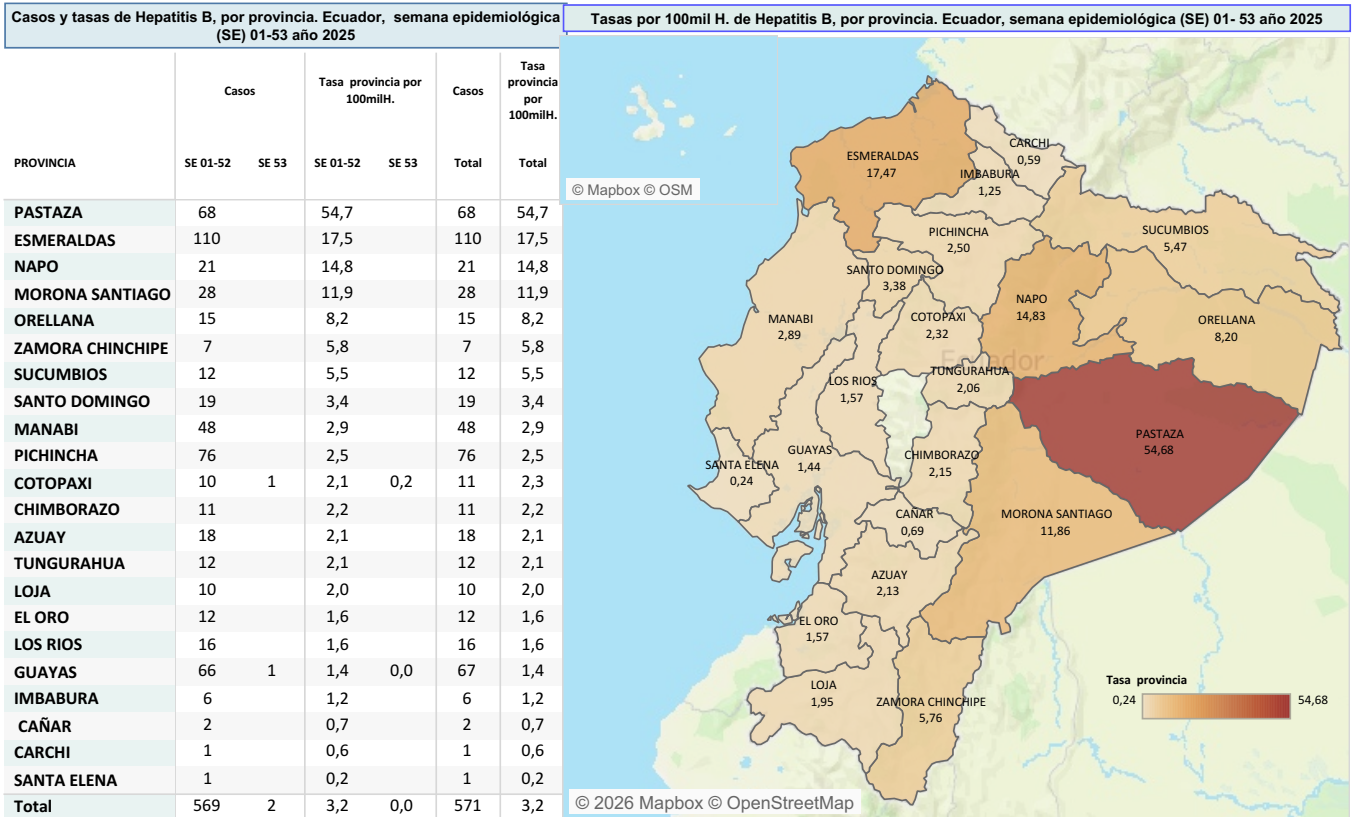 Casos y tasas de Hepatitis B, por provincia. Ecuador, semana epidemiológica
(SE) 01-53 año 2025
Casos
Tasa provincia por
100milH.
Casos
Tasa
provincia
por
100milH.
PROVINCIA SE 01-52 SE 53 SE 01-52 SE 53 Total Total
PASTAZA 68 54,7 68 54,7
ESMERALDAS 110 17,5 110 17,5
NAPO 21 14,8 21 14,8
MORONA SANTIAGO 28 11,9 28 11,9
ORELLANA 15 8,2 15 8,2
ZAMORA CHINCHIPE 7 5,8 7 5,8
SUCUMBIOS 12 5,5 12 5,5
SANTO DOMINGO 19 3,4 19 3,4
MANABI 48 2,9 48 2,9
PICHINCHA 76 2,5 76 2,5
COTOPAXI 10 1 2,1 0,2 11 2,3
CHIMBORAZO 11 2,2 11 2,2
AZUAY 18 2,1 18 2,1
TUNGURAHUA 12 2,1 12 2,1
LOJA 10 2,0 10 2,0
EL ORO 12 1,6 12 1,6
LOS RIOS 16 1,6 16 1,6
GUAYAS 66 1 1,4 0,0 67 1,4
IMBABURA 6 1,2 6 1,2
CAÑAR 2 0,7 2 0,7
CARCHI 1 0,6 1 0,6
SANTA ELENA 1 0,2 1 0,2
Total 569 2 3,2 0,0 571 3,2
Tasas por 100mil H. de Hepatitis B, por provincia. Ecuador, semana epidemiológica (SE) 01- 53 año 2025
© Mapbox © OSM
CARCHI
0,59
ESMERALDAS
17,47
IMBABURA
1,25
PICHINCHA
2,50
SUCUMBIOS
5,47
SANTO DOMINGO
3,38
NAPO
14,83
MANABI
2,89
COTOPAXI
2,32
ORELLANA
8,20
Ecuador
TUNGURAHUA
2,06
LOS RIOS
1,57
PASTAZA
54,68
GUAYAS
1,44
CHIMBORAZO
2,15
SANTA ELENA
0,24
CAÑAR
0,69
MORONA SANTIAGO
11,86
AZUAY
2,13
EL ORO
1,57
LOJA
1,95
ZAMORA CHINCHIPE
5,76
Tasa provincia
0,24 54,68
© 2026 Mapbox © OpenStreetMap